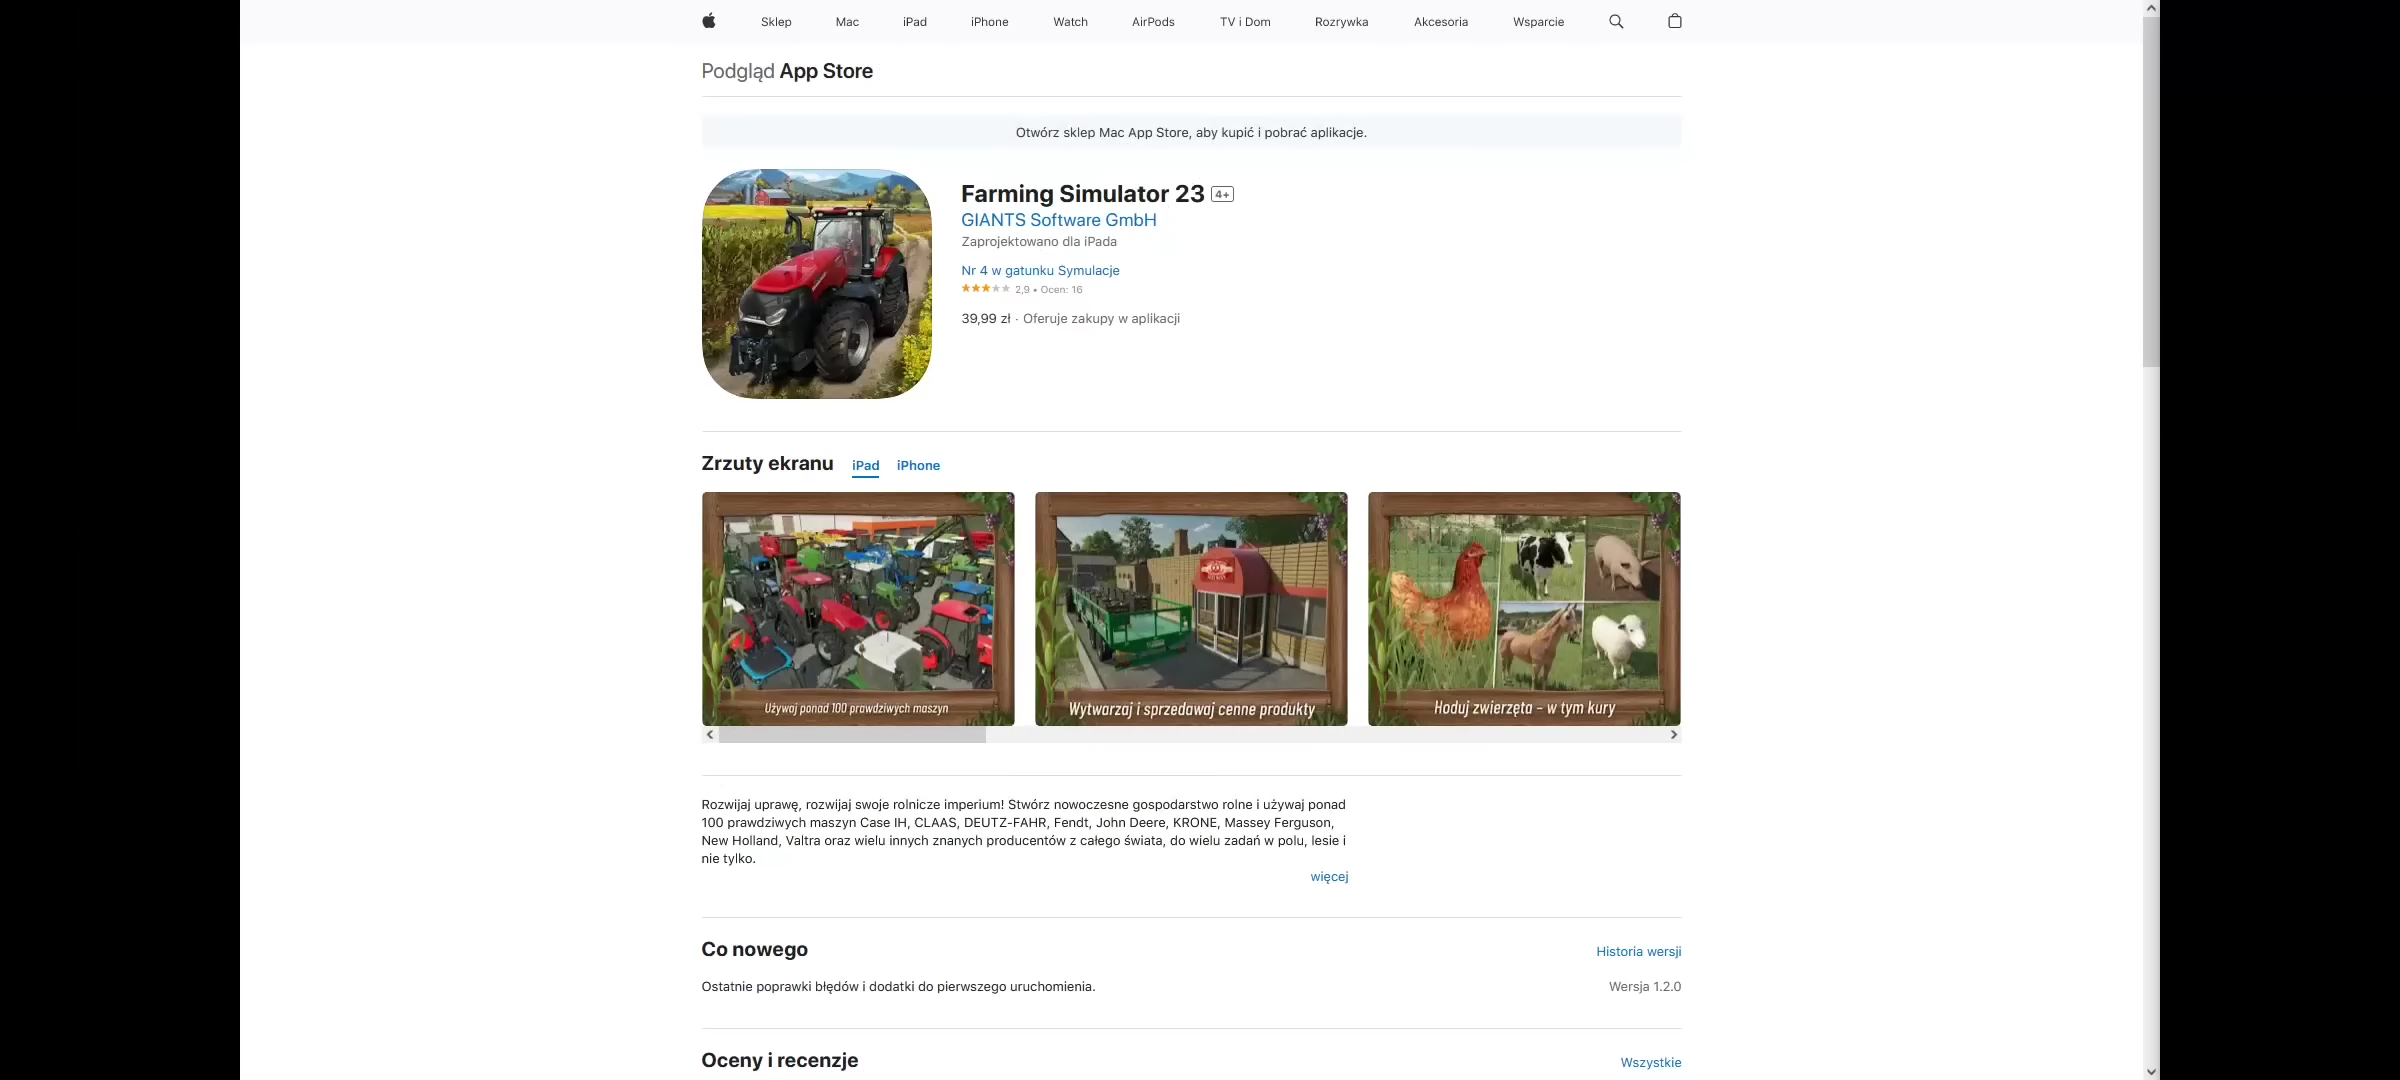 Sklep Mac iPad iPhone Watch AirPods TV i Dom Rozrywka Akcesoria Wsparcie
Podgląd App Store
Otwórz sklep Mac App Store, aby kupić i pobrać aplikacje.
Farming Simulator 23 4+
GIANTS Software GmbH
Zaprojektowano dla iPada
Nr 4 w gatunku Symulacje
2,9 • Ocen: 16
39,99 zł · Oferuje zakupy w aplikacji
Zrzuty ekranu iPad iPhone
Używaj ponad 100 prawdziwych maszyn
Wytwarzaj i sprzedawaj cenne produkty
Hoduj zwierzęta – w tym kury
Rozwijaj uprawę, rozwijaj swoje rolnicze imperium! Stwórz nowoczesne gospodarstwo rolne i używaj ponad
100 prawdziwych maszyn Case IH, CLAAS, DEUTZ-FAHR, Fendt, John Deere, KRONE, Massey Ferguson,
New Holland, Valtra oraz wielu innych znanych producentów z całego świata, do wielu zadań w polu, lesie i
nie tylko.
więcej
Co nowego Historia wersji
Ostatnie poprawki błędów i dodatki do pierwszego uruchomienia. Wersja 1.2.0
Oceny i recenzje Wszystkie